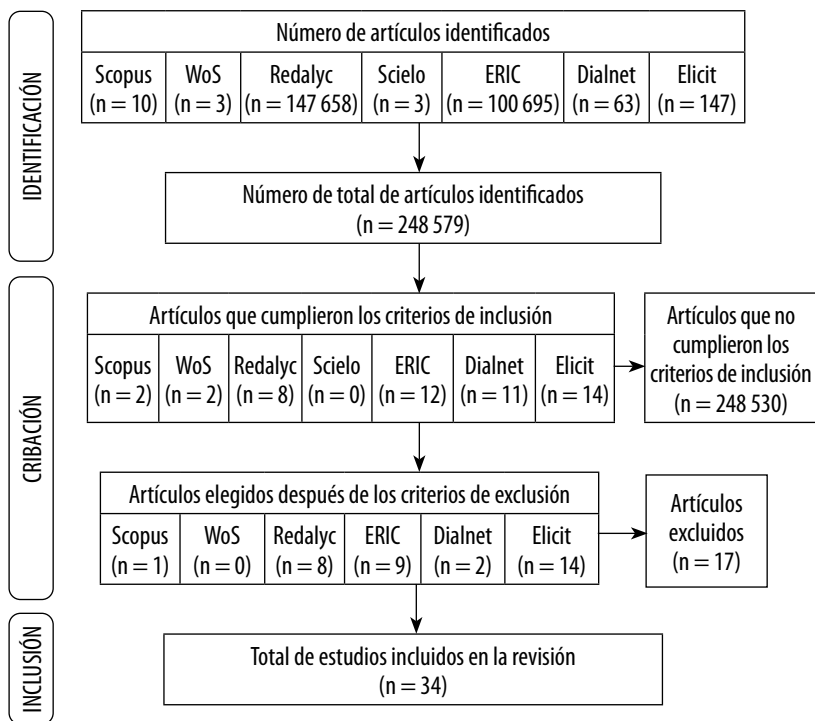 IDENTIFICACIÓN
Número de artículos identificados
Scopus
(n = 10)
WoS
(n = 3)
Redalyc
(n = 147 658)
Scielo
(n = 3)
ERIC
(n = 100 695)
Dialnet
(n = 63)
Elicit
(n = 147)
Número de total de artículos identificados
(n = 248 579)
CRIBACIÓN
Artículos que cumplieron los criterios de inclusión
Scopus
(n = 2)
WoS
(n = 2)
Redalyc
(n = 8)
Scielo
(n = 0)
ERIC
(n = 12)
Dialnet
(n = 11)
Elicit
(n = 14)
Artículos que no
cumplieron los
criterios de inclusión
(n = 248 530)
Artículos elegidos después de los criterios de exclusión
Scopus
(n = 1)
WoS
(n = 0)
Redalyc
(n = 8)
ERIC
(n = 9)
Dialnet
(n = 2)
Elicit
(n = 14)
Artículos
excluidos
(n = 17)
INCLUSIÓN
Total de estudios incluidos en la revisión
(n = 34)